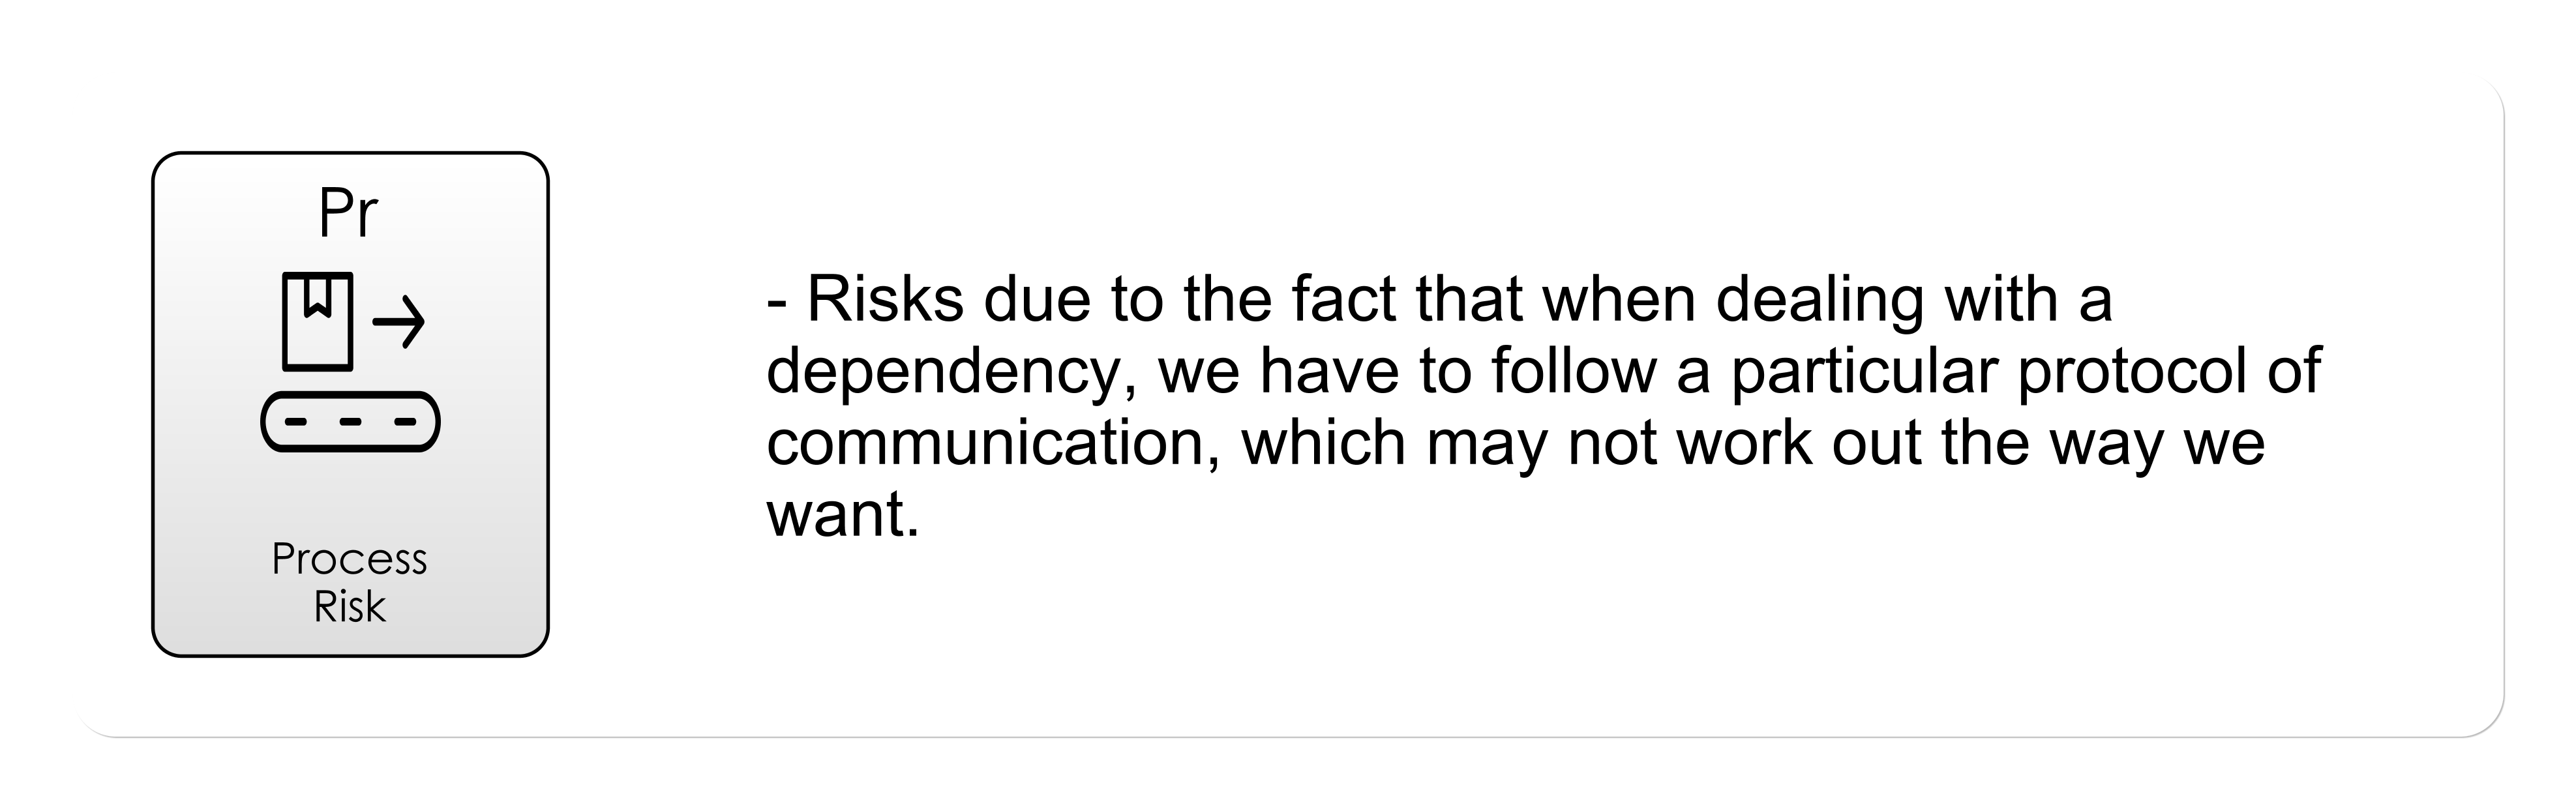 Pr
Process
Risk
- Risks due to the fact that when dealing with a
dependency, we have to follow a particular protocol of
communication, which may not work out the way we
want.